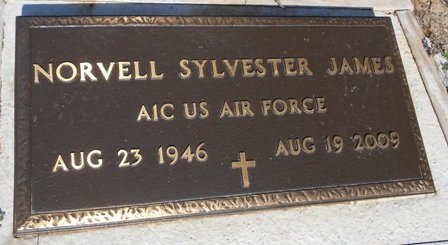 NORVELL SYLVESTER JAMES
A1C US AIR FORCE
AUG 23 1946 AUG 19 2009